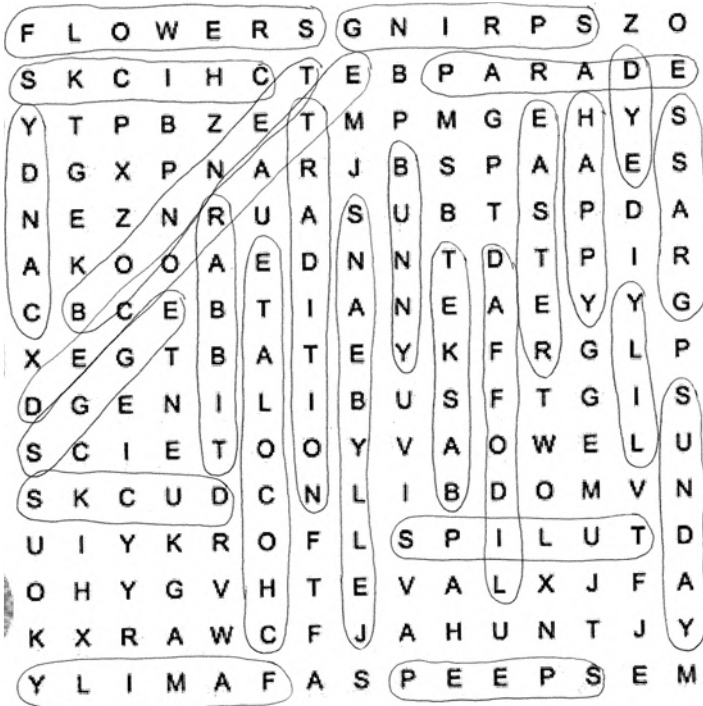 F L O W E R S G N I R P S Z O
S K C I H C T E B P A R A D E
Y T P B Z E T M P M G E H Y S
D G X P N A R J B S P A A E S
N E Z N R U A S U B T S P D A
A K O O A E D N N T D T P I R
C B C E B T I A N E A E Y Y G
X E G T B A T E Y K F R G L P
D G E N I L I B U S F T G I S
S C I E T O O Y V A O W E L U
S K C U D C N L I B D O M V N
U I Y K R O F L S P I L U T D
O H Y G V H T E V A L X J F A
K X R A W C F J A H U N T J Y
Y L I M A F A S P E E P S E M